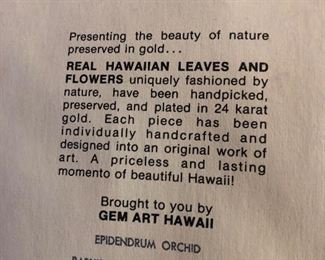 Presenting the beauty of nature
preserved in gold...
REAL HAWAIIAN LEAVES AND
FLOWERS uniquely fashioned by
nature, have been handpicked,
preserved, and plated in 24 karat
gold. Each piece has been
individually handcrafted and
designed into an original work of
art. A priceless and lasting
momento of beautiful Hawaii!
Brought to you by
GEM ART HAWAII
EPIDENDRUM ORCHID